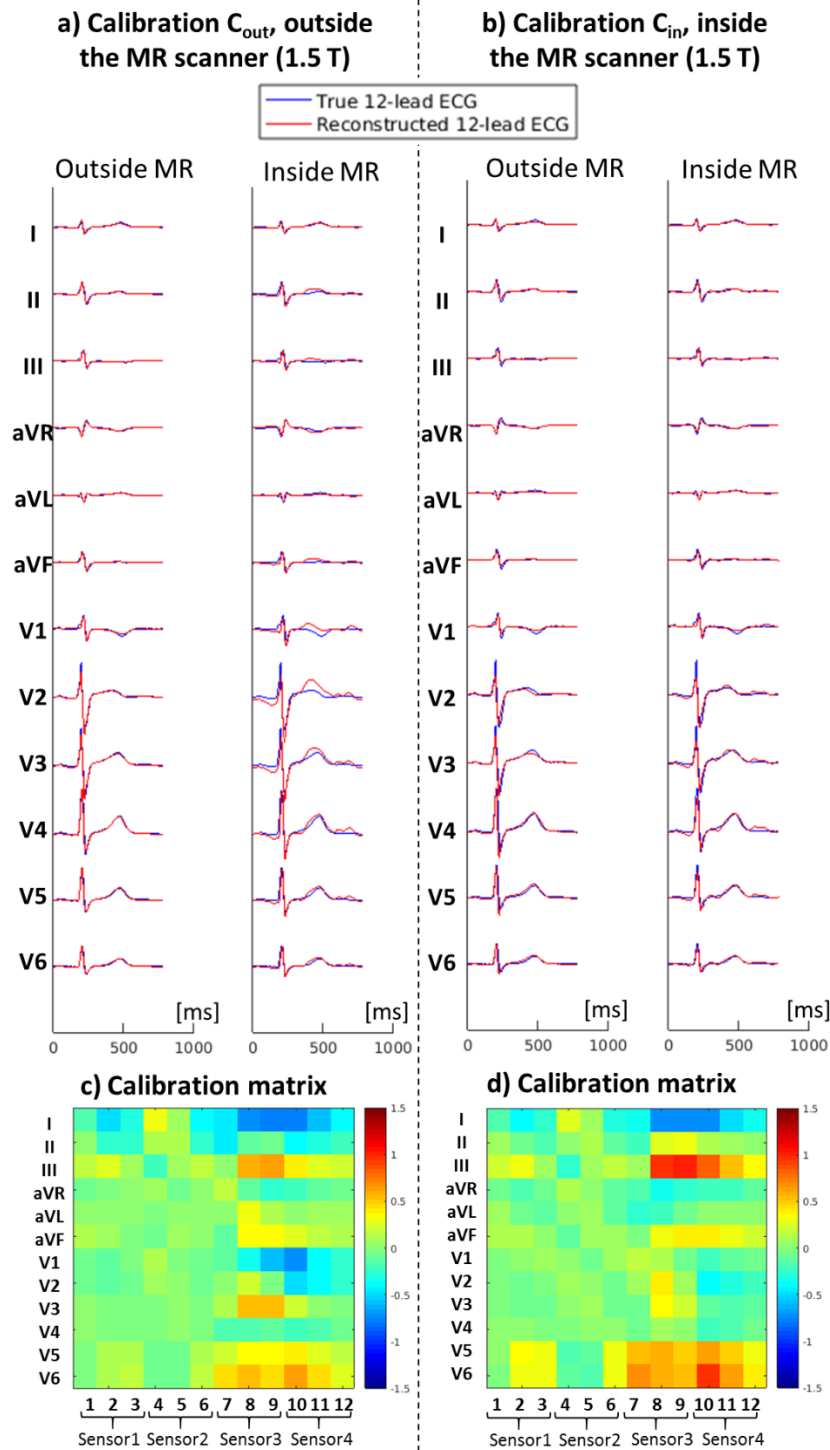 a) Calibration Cout, outside
the MR scanner (1.5 T)
b) Calibration Cin, inside
the MR scanner (1.5 T)
True 12-lead ECG
Reconstructed 12-lead ECG
Outside MR
Inside MR
Outside MR
Inside MR
I
II
III
aVR
aVL
aVF
V1
V2
V3
V4
V5
V6
[ms]
[ms]
0 500 1000
0 500 1000
I
II
III
aVR
aVL
aVF
V1
V2
V3
V4
V5
V6
[ms]
[ms]
0 500 1000
0 500 1000
c) Calibration matrix
I
II
III
aVR
aVL
aVF
V1
V2
V3
V4
V5
V6
1.5
1
0.5
0
-0.5
-1
-1.5
1 2 3 4 5 6 7 8 9 10 11 12
Sensor1 Sensor2 Sensor3 Sensor4
d) Calibration matrix
I
II
III
aVR
aVL
aVF
V1
V2
V3
V4
V5
V6
1.5
1
0.5
0
-0.5
-1
-1.5
1 2 3 4 5 6 7 8 9 10 11 12
Sensor1 Sensor2 Sensor3 Sensor4